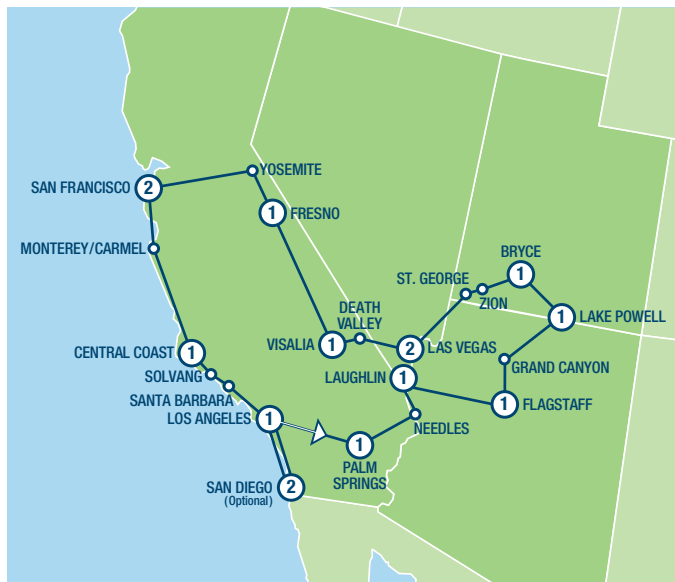 YOSEMITE
SAN FRANCISCO
2
1
FRESNO
MONTEREY/CARMEL
BRYCE
1
ST. GEORGE
ZION
DEATH
VALLEY
1
LAKE POWELL
VISALIA
1
2
LAS VEGAS
CENTRAL COAST
1
GRAND CANYON
SOLVANG
LAUGHLIN
1
SANTA BARBARA
1
FLAGSTAFF
LOS ANGELES
1
NEEDLES
1
PALM
SPRINGS
SAN DIEGO
(Optional)
2